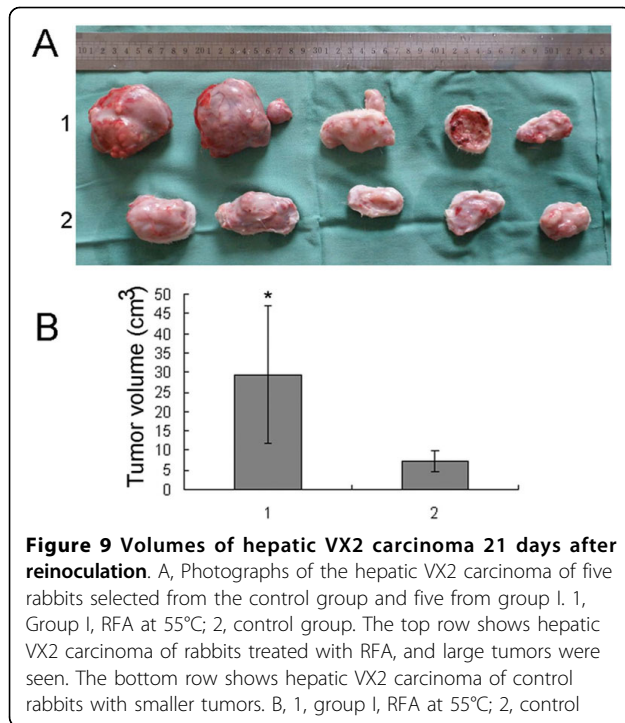 A
1
2
B
Tumor volume (cm3)
*
50
45
40
35
30
25
20
15
10
5
0
1 2
Figure 9 Volumes of hepatic VX2 carcinoma 21 days after
reinoculation. A, Photographs of the hepatic VX2 carcinoma of five
rabbits selected from the control group and five from group I. 1,
Group I, RFA at 55°C; 2, control group. The top row shows hepatic
VX2 carcinoma of rabbits treated with RFA, and large tumors were
seen. The bottom row shows hepatic VX2 carcinoma of control
rabbits with smaller tumors. B, 1, group I, RFA at 55°C; 2, control